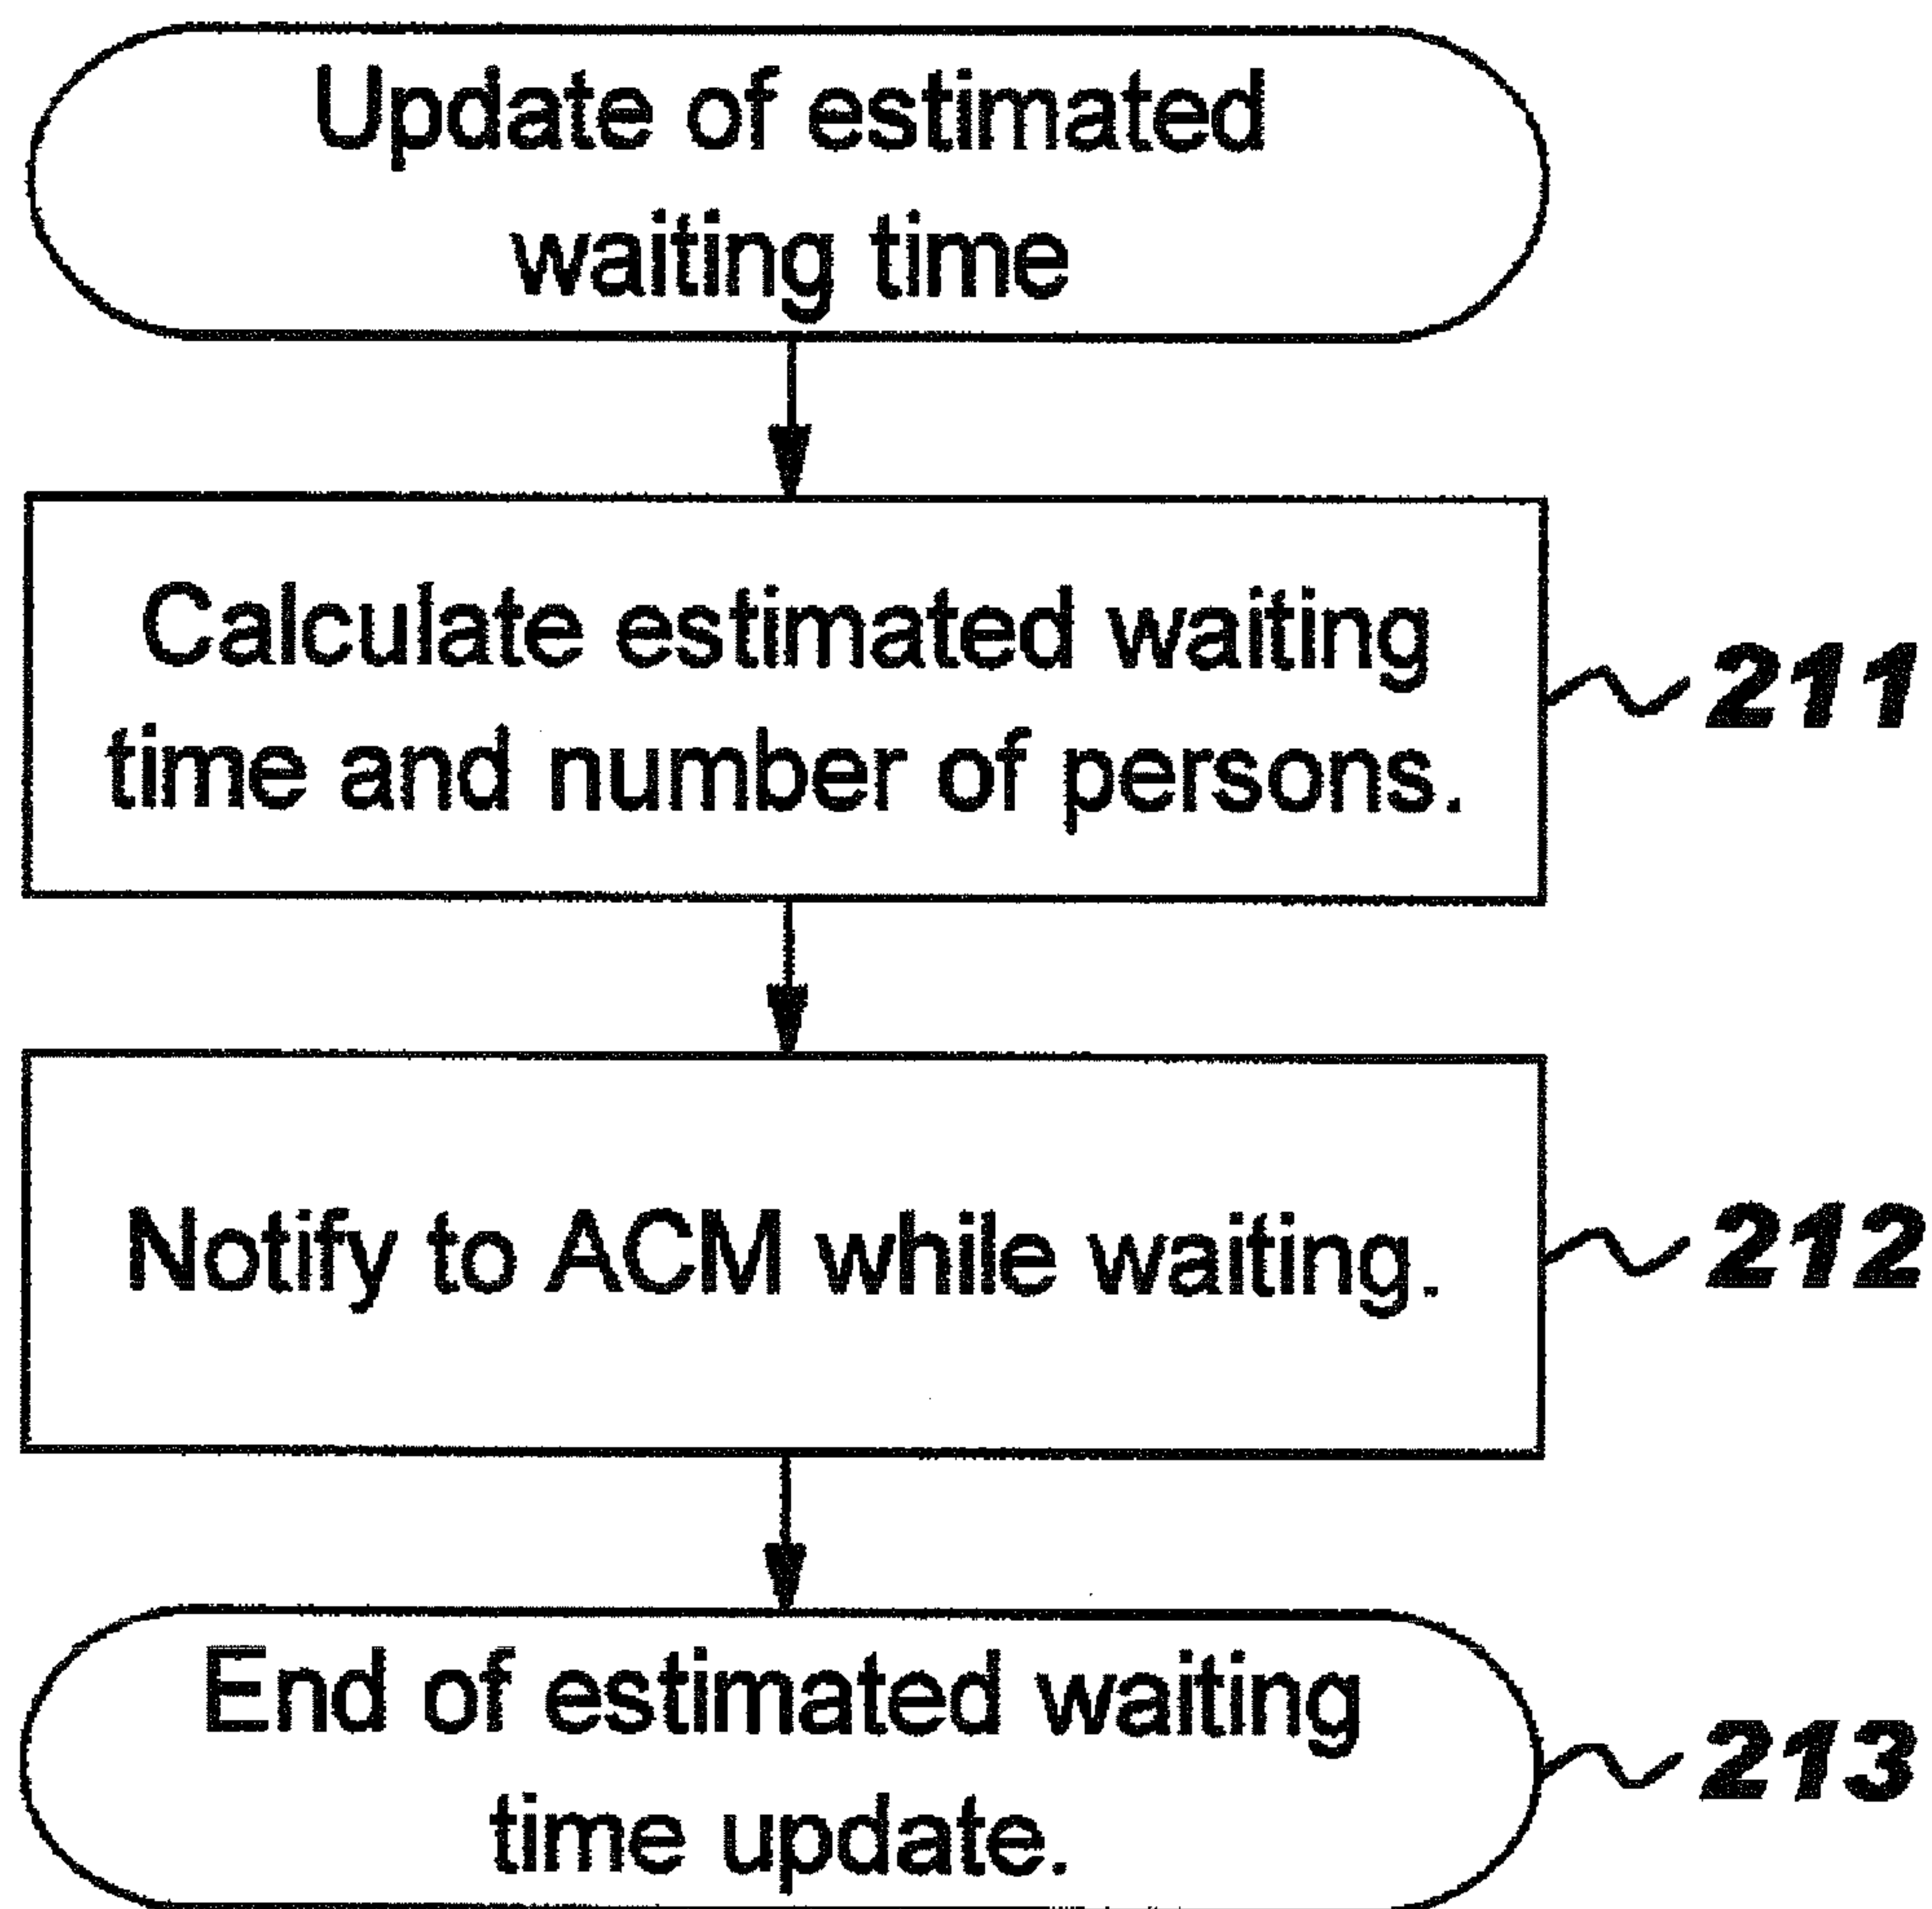 Update of estimated
waiting time
Calculate estimated waiting
time and number of persons.
211
Notify to ACM while waiting.
212
End of estimated waiting
time update.
213